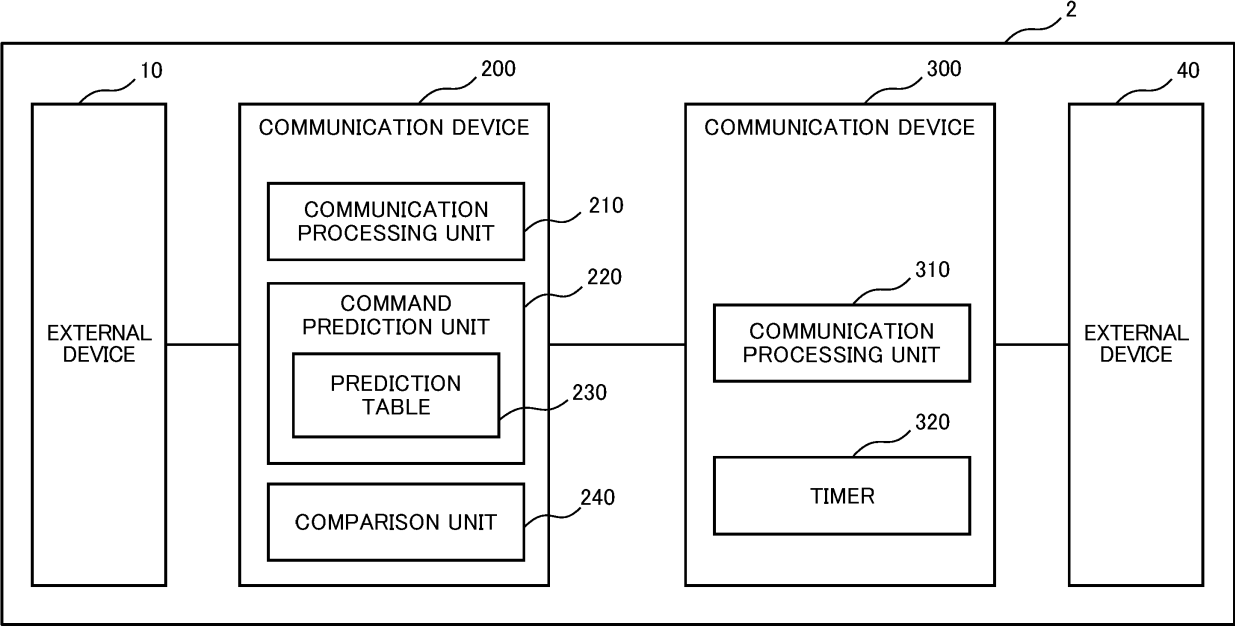 2
10
200
300
40
COMMUNICATION DEVICE
COMMUNICATION DEVICE
COMMUNICATION
PROCESSING UNIT
210
220
COMMAND
PREDICTION UNIT
PREDICTION
TABLE
230
240
COMPARISON UNIT
EXTERNAL
DEVICE
310
COMMUNICATION
PROCESSING UNIT
320
TIMER
EXTERNAL
DEVICE